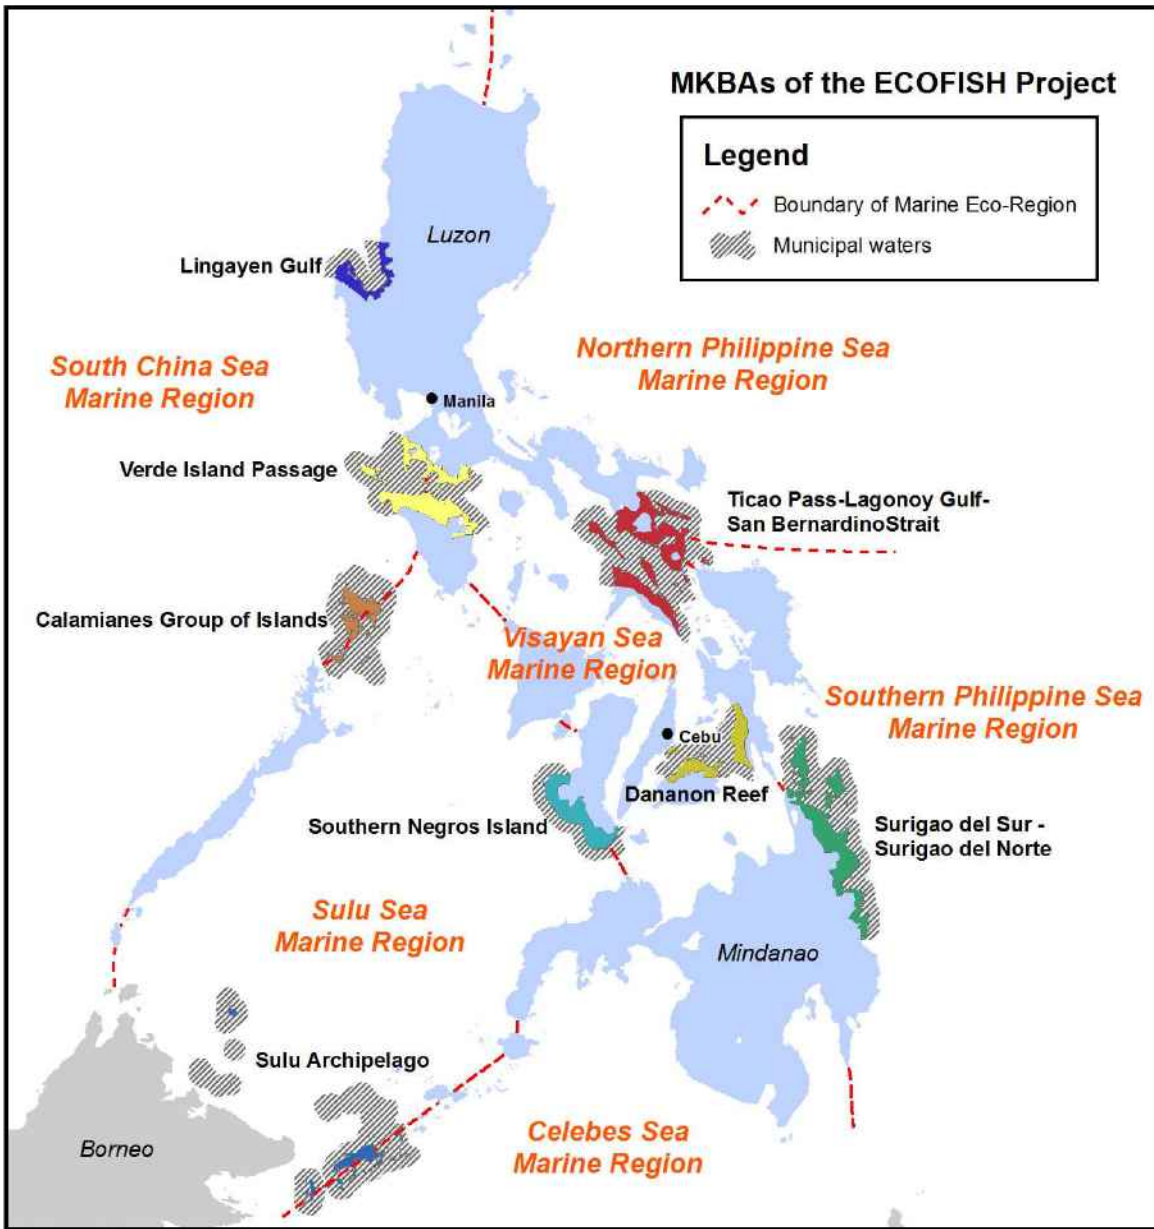 MKBAs of the ECOFISH Project
Legend
Boundary of Marine Eco-Region
Municipal waters
Luzon
Lingayen Gulf
South China Sea
Marine Region
Northern Philippine Sea
Marine Region
Manila
Verde Island Passage
Ticao Pass-Lagonoy Gulf-
San BernardinoStrait
Calamianes Group of Islands
Visayan Sea
Marine Region
Southern Philippine Sea
Marine Region
Cebu
Dananon Reef
Southern Negros Island
Surigao del Sur -
Surigao del Norte
Sulu Sea
Marine Region
Mindanao
Sulu Archipelago
Borneo
Celebes Sea
Marine Region